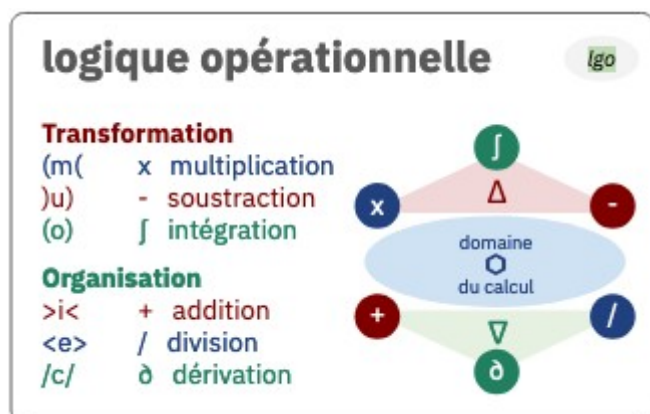 logique opérationnelle
lgo
Transformation
(m( x multiplication
)u) - soustraction
(o) ∫ intégration
Organisation
>i< + addition
<e> / division
/c/ ∂ dérivation
∫
x Δ -
domaine
du calcul
+ ∇ /
∂